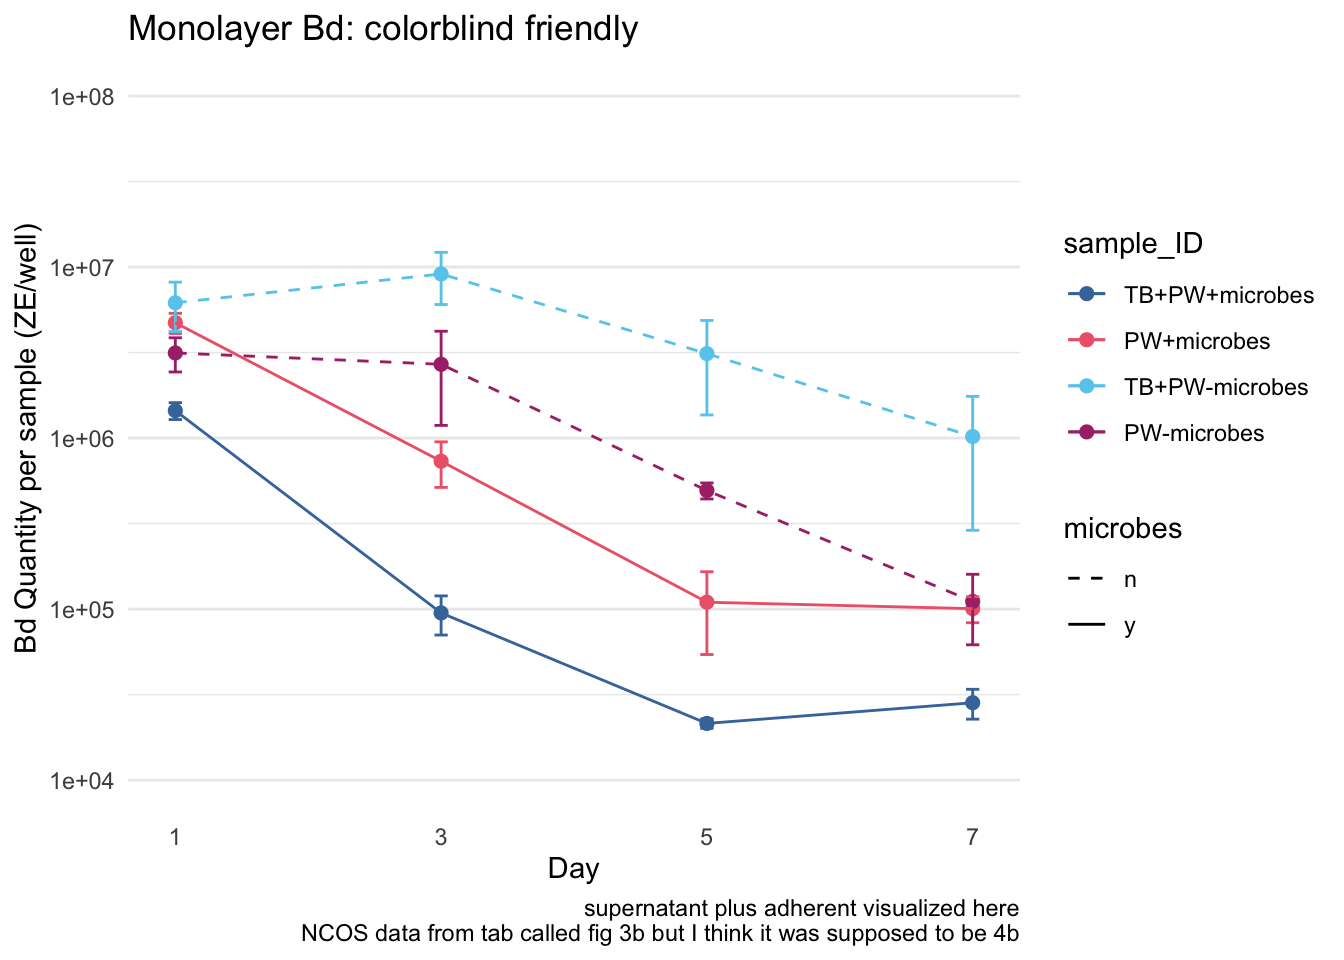 Monolayer Bd: colorblind friendly
Bd Quantity per sample (ZE/well)
1e+08
1e+07
1e+06
1e+05
1e+04
1
3
5
7
Day
sample_ID
TB+PW+microbes
PW+microbes
TB+PW-microbes
PW-microbes
microbes
n
y
supernatant plus adherent visualized here
NCOS data from tab called fig 3b but I think it was supposed to be 4b